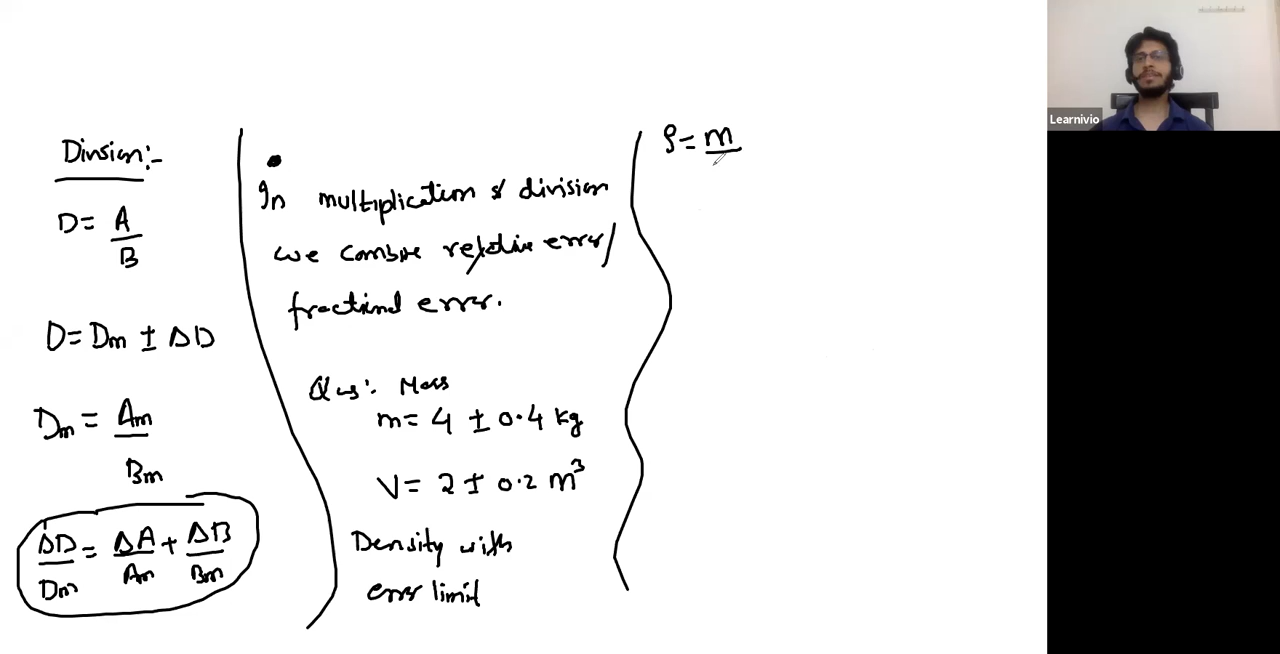 Division:-
D = A/B
D = Dm ± ΔD
Dm = Am/Bm
ΔD/Dm = ΔA/Am + ΔB/Bm
In multiplication & division
we combine relative error/
fractional error.
Ques: Mass
m = 4 ± 0.4 kg
V = 2 ± 0.2 m³
Density with
error limit
ρ = m
Learnivio